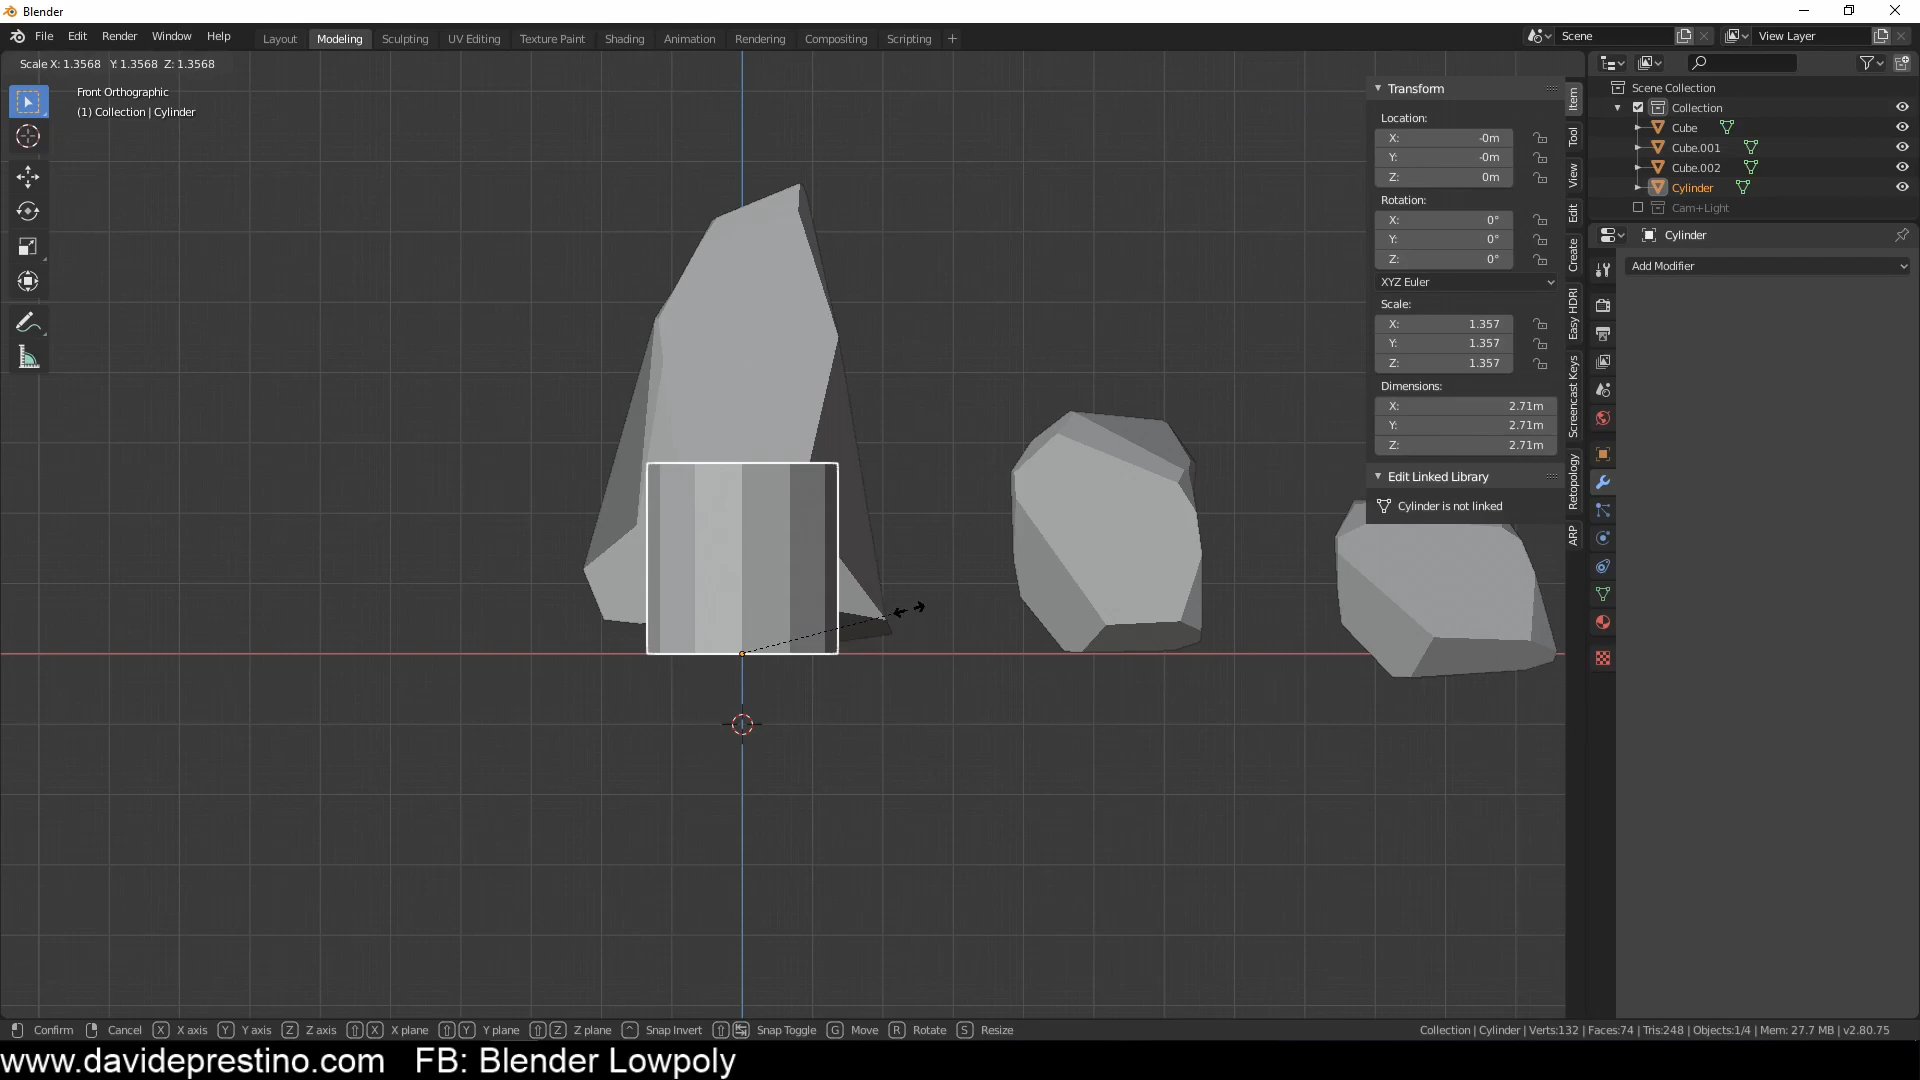 Blender
File Edit Render Window Help
Layout Modeling Sculpting UV Editing Texture Paint Shading Animation Rendering Compositing Scripting +
Scene
View Layer
Scale X: 1.3568 Y: 1.3568 Z: 1.3568
Front Orthographic
(1) Collection | Cylinder
Transform
Location:
X: -0m
Y: -0m
Z: 0m
Rotation:
X: 0°
Y: 0°
Z: 0°
XYZ Euler
Scale:
X: 1.357
Y: 1.357
Z: 1.357
Dimensions:
X: 2.71m
Y: 2.71m
Z: 2.71m
Edit Linked Library
Cylinder is not linked
Item
Tool
View
Edit
Create
Easy HDRI
Screencast Keys
Retopology
ARP
Scene Collection
Collection
Cube
Cube.001
Cube.002
Cylinder
Cam+Light
Cylinder
Add Modifier
Confirm Cancel X X axis Y Y axis Z Z axis X X plane Y Y plane Z Z plane Snap Invert Snap Toggle G Move R Rotate S Resize
Collection | Cylinder | Verts:132 | Faces:74 | Tris:248 | Objects:1/4 | Mem: 27.7 MB | v2.80.75
www.davideprestino.com FB: Blender Lowpoly